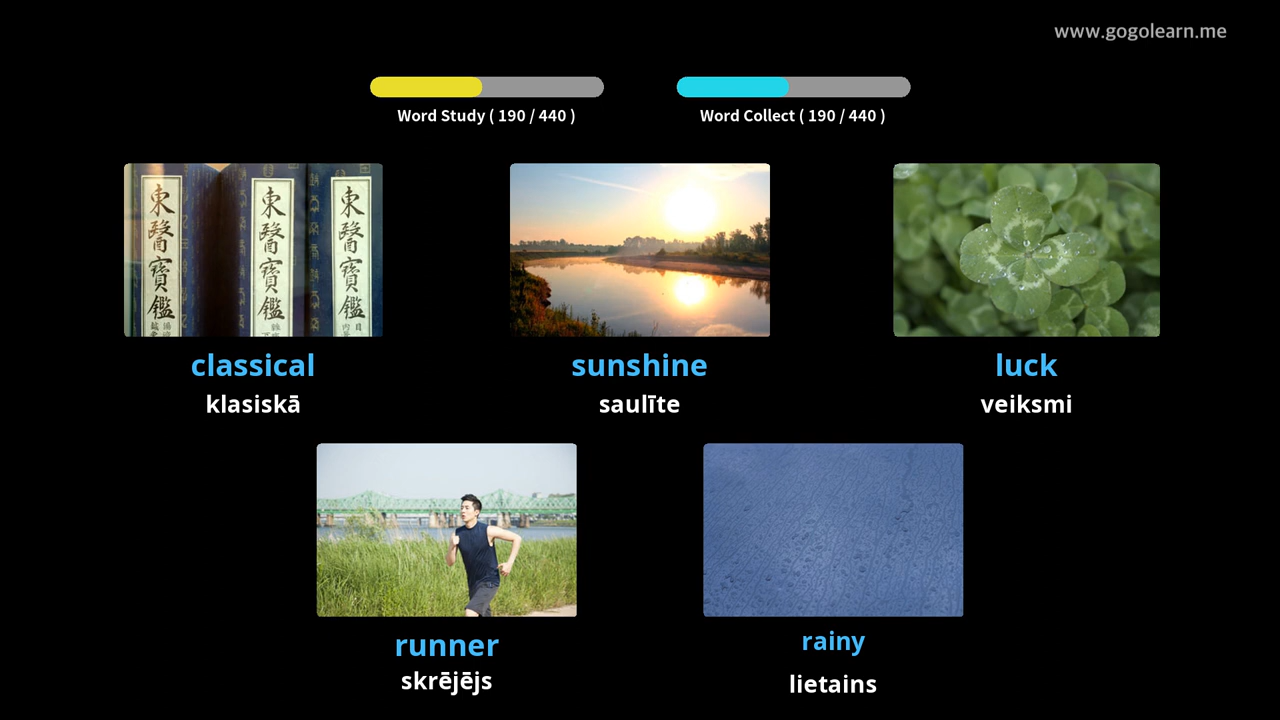 www.gogolearn.me
Word Study ( 190 / 440 )
Word Collect ( 190 / 440 )
東醫寶鑑
東醫寶鑑
東醫寶鑑
classical
klasiskā
sunshine
saulīte
luck
veiksmi
runner
skrējējs
rainy
lietains